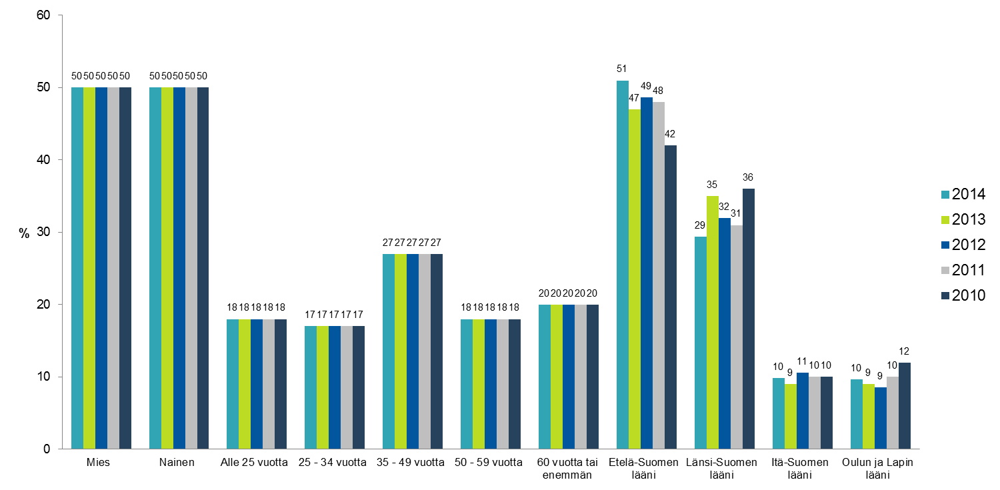 60
50
40
30
20
10
0
%
50 50 50 50 50
50 50 50 50 50
18 18 18 18 18
17 17 17 17 17
27 27 27 27 27
18 18 18 18 18
20 20 20 20 20
51 47 49 48 42
29 35 32 31 36
10 9 11 10 10
10 9 9 10 12
Mies
Nainen
Alle 25 vuotta
25 - 34 vuotta
35 - 49 vuotta
50 - 59 vuotta
60 vuotta tai
enemmän
Etelä-Suomen
lääni
Länsi-Suomen
lääni
Itä-Suomen
lääni
Oulun ja Lapin
lääni
2014
2013
2012
2011
2010